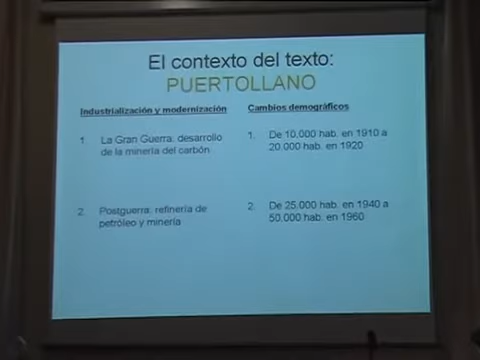 El contexto del texto:
PUERTOLLANO
Industrialización y modernización
1. La Gran Guerra: desarrollo
de la minería del carbón
2. Postguerra: refinería de
petróleo y minería
Cambios demográficos
1. De 10.000 hab. en 1910 a
20.000 hab. en 1920
2. De 25.000 hab. en 1940 a
50.000 hab. en 1960